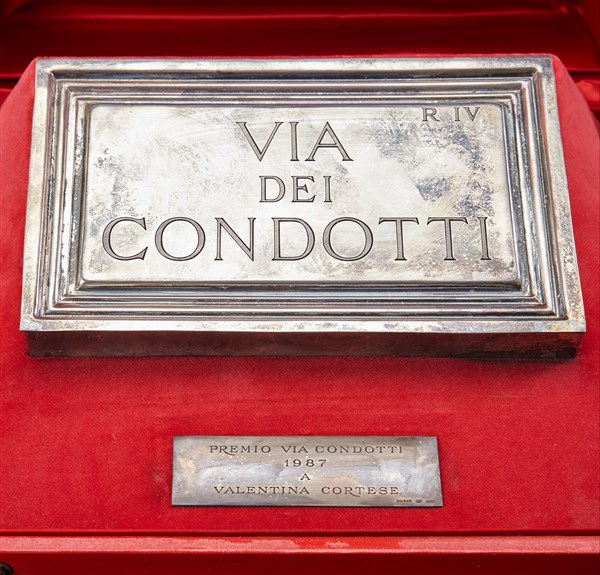 R IV
VIA
DEI
CONDOTTI
PREMIO VIA CONDOTTI
1987
A
VALENTINA CORTESE